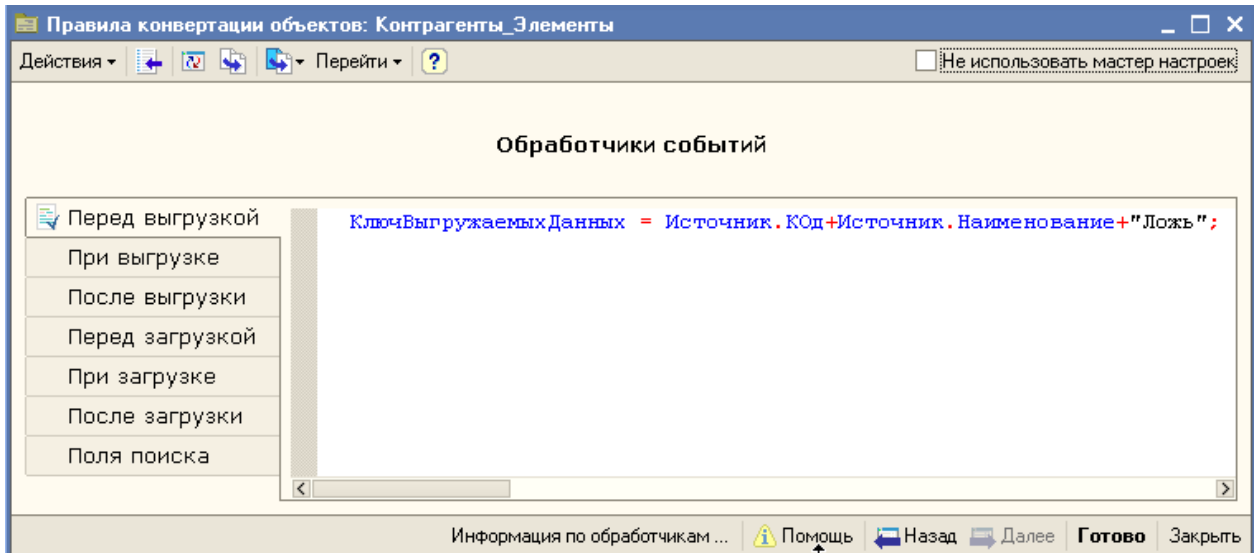 Правила конвертации объектов: Контрагенты_Элементы
Действия Перейти ? Не использовать мастер настроек
Обработчики событий
Перед выгрузкой
При выгрузке
После выгрузки
Перед загрузкой
При загрузке
После загрузки
Поля поиска
КлючВыгружаемыхДанных = Источник.КОд+Источник.Наименование+"Ложь";
Информация по обработчикам ... Помощь Назад Далее Готово Закрыть